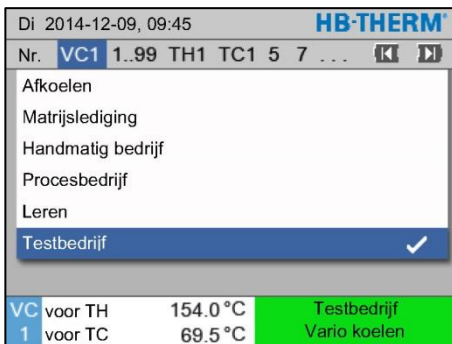 Di 2014-12-09, 09:45 HB-THERM®
Nr. VC1 1..99 TH1 TC1 5 7 ...
Afkoelen
Matrijslediging
Handmatig bedrijf
Procesbedrijf
Leren
Testbedrijf
VC voor TH 154.0 °C Testbedrijf
1 voor TC 69.5 °C Vario koelen